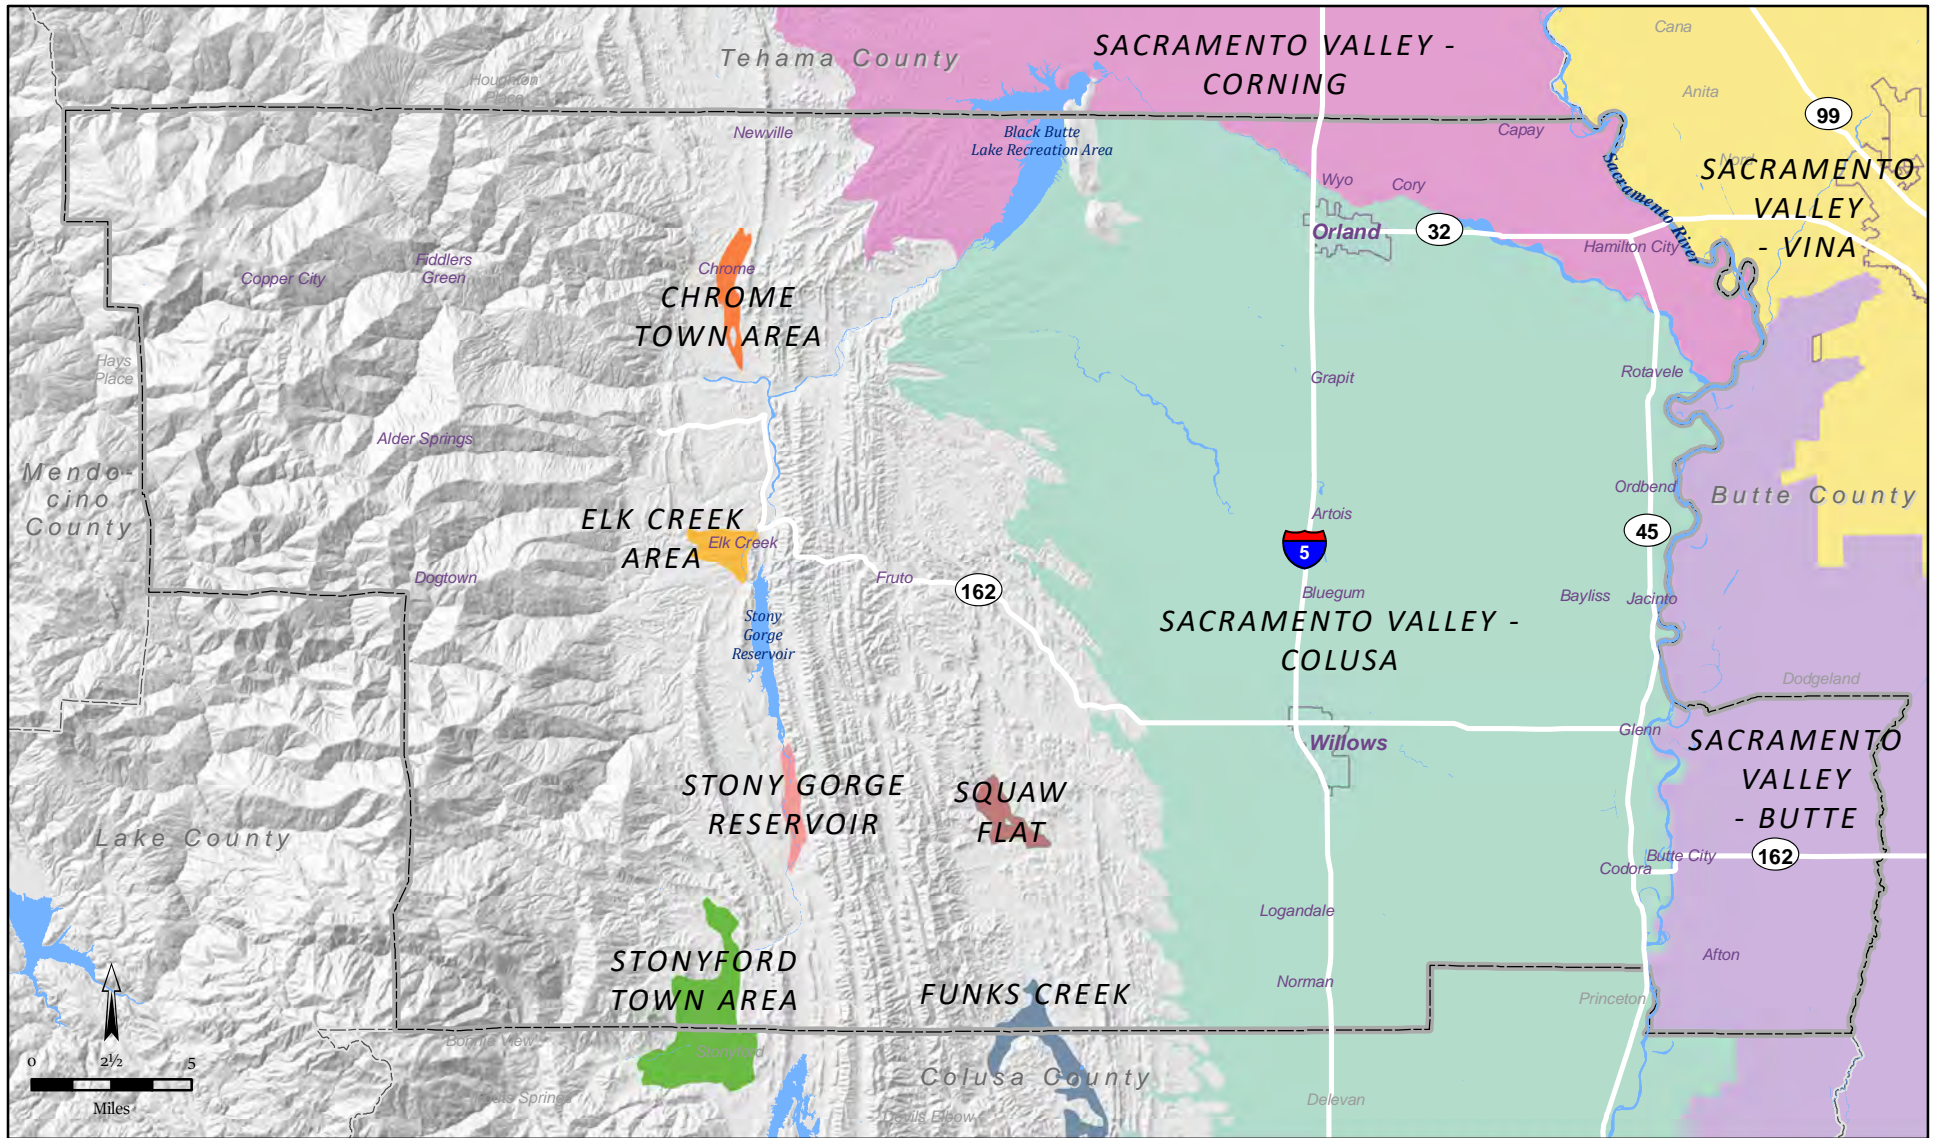 Cana
SACRAMENTO VALLEY -
CORNING
Tehama County
Houghton
Anita
99
Newville
Black Butte
Lake Recreation Area
Capay
Nord
SACRAMENTO
VALLEY
- VINA
Sacramento River
Wyo
Cory
Orland
32
Hamilton City
Chrome
Fiddlers
Green
Copper City
CHROME
TOWN AREA
Hays
Place
Grapit
Rotavele
Alder Springs
Mendo-
cino
County
Ordbend
Butte County
ELK CREEK
AREA
Elk Creek
Artois
45
5
Dogtown
Fruto
162
Bluegum
Bayliss
Jacinto
Stony
Gorge
Reservoir
SACRAMENTO VALLEY -
COLUSA
Dodgeland
Glenn
Willows
SACRAMENTO
VALLEY
- BUTTE
STONY GORGE
RESERVOIR
SQUAW
FLAT
Lake County
Butte City
162
Codora
Logandale
STONYFORD
TOWN AREA
Afton
Norman
FUNKS CREEK
Princeton
Bonnie View
Stonyford
0
2½
5
Miles
Colusa County
Delevan
Devils Elbow